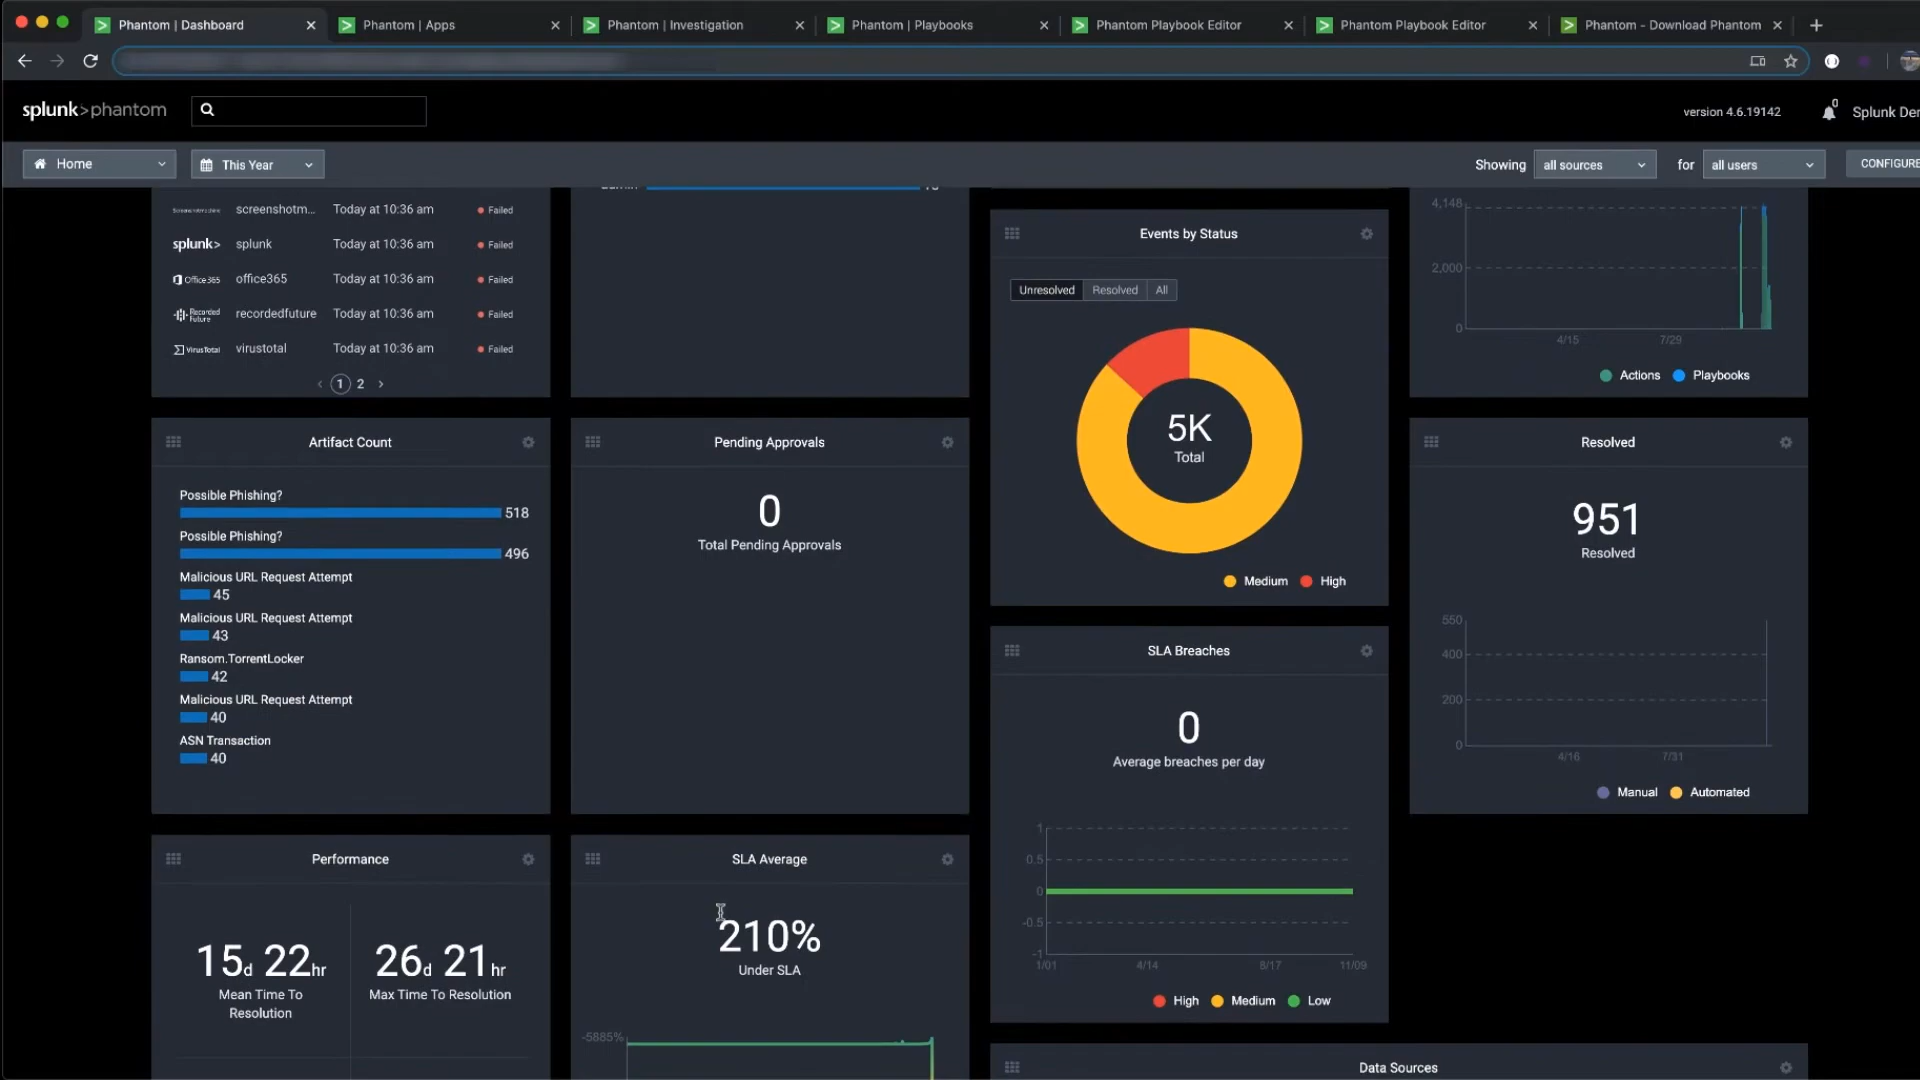 Phantom | Dashboard
Phantom | Apps
Phantom | Investigation
Phantom | Playbooks
Phantom Playbook Editor
Phantom Playbook Editor
Phantom - Download Phantom
splunk>phantom
version 4.6.19142
0
Splunk Der
Home
This Year
Showing
all sources
for
all users
CONFIGURE
screenshotm...
Today at 10:36 am
Failed
splunk>
splunk
Today at 10:36 am
Failed
Office 365
office365
Today at 10:36 am
Failed
Recorded Future
recordedfuture
Today at 10:36 am
Failed
VirusTotal
virustotal
Today at 10:36 am
Failed
1
2
Artifact Count
Possible Phishing?
518
Possible Phishing?
496
Malicious URL Request Attempt
45
Malicious URL Request Attempt
43
Ransom.TorrentLocker
42
Malicious URL Request Attempt
40
ASN Transaction
40
Performance
15d 22hr
Mean Time To
Resolution
26d 21hr
Max Time To Resolution
Pending Approvals
0
Total Pending Approvals
SLA Average
210%
Under SLA
-5885%
Events by Status
Unresolved
Resolved
All
5K
Total
Medium
High
SLA Breaches
0
Average breaches per day
1
0.5
0
-0.5
-1
1/01
4/14
8/17
11/09
High
Medium
Low
4,148
2,000
0
4/15
7/29
Actions
Playbooks
Resolved
951
Resolved
550
400
200
0
4/16
7/31
Manual
Automated
Data Sources